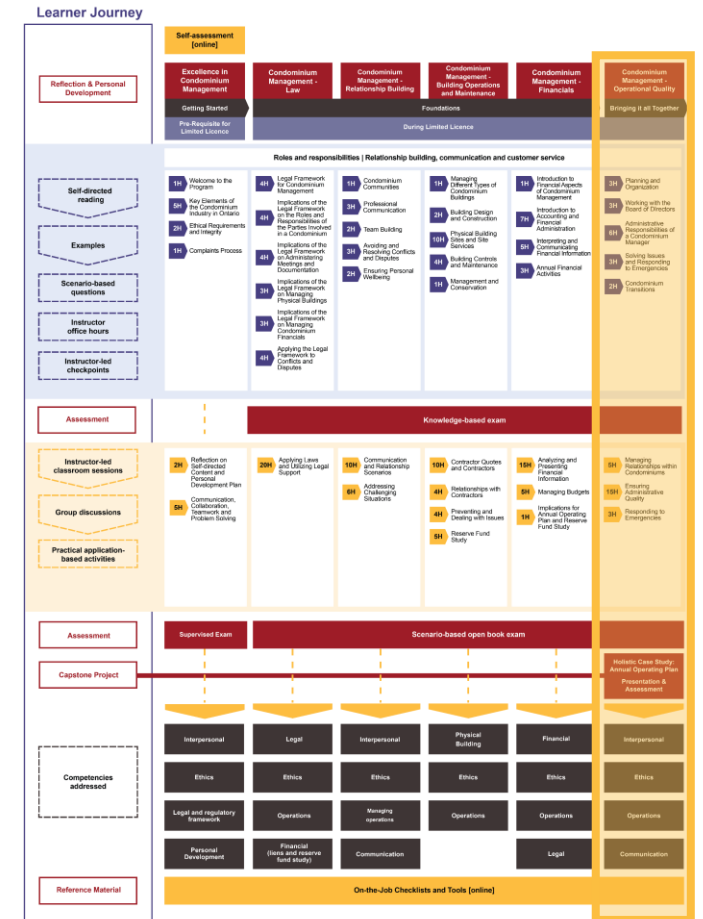 Learner Journey
Self-assessment
[online]
Reflection & Personal
Development
Excellence in
Condominium
Management
Condominium
Management -
Law
Condominium
Management -
Relationship Building
Condominium
Management -
Building Operations
and Maintenance
Condominium
Management -
Financials
Condominium
Management -
Operational Quality
Getting Started
Foundations
Bringing it all Together
Pre-Requisite for
Limited Licence
During Limited Licence
Roles and responsibilities | Relationship building, communication and customer service
Self-directed
reading
Examples
Scenario-based
questions
Instructor
office hours
Instructor-led
checkpoints
1H Welcome to the
Program
5H Key Elements of
the Condominium
Industry in Ontario
2H Ethical Requirements
and Integrity
1H Complaints Process
4H Legal Framework
for Condominium
Management
4H Implications of the
Legal Framework
on the Roles and
Responsibilities of
the Parties Involved
in a Condominium
4H Implications of the
Legal Framework
on Administering
Meetings and
Documentation
3H Implications of the
Legal Framework
on Managing
Physical Buildings
3H Implications of the
Legal Framework
on Managing
Condominium
Financials
4H Applying the Legal
Framework to
Conflicts and
Disputes
1H Condominium
Communities
3H Professional
Communication
2H Team Building
3H Avoiding and
Resolving Conflicts
and Disputes
2H Ensuring Personal
Wellbeing
1H Managing
Different Types of
Condominium
Buildings
2H Building Design
and Construction
10H Physical Building
Sites and Site
Services
4H Building Controls
and Maintenance
1H Management and
Conservation
1H Introduction to
Financial Aspects
of Condominium
Management
7H Introduction to
Accounting and
Financial
Administration
5H Interpreting and
Communicating
Financial Information
3H Annual Financial
Activities
3H Planning and
Organization
3H Working with the
Board of Directors
6H Administrative
Responsibilities of
a Condominium
Manager
3H Solving Issues
and Responding
to Emergencies
2H Condominium
Transitions
Assessment
Knowledge-based exam
Instructor-led
classroom sessions
Group discussions
Practical application-
based activities
2H Reflection on
Self-directed
Content and
Personal
Development Plan
5H Communication,
Collaboration,
Teamwork and
Problem Solving
20H Applying Laws
and Utilizing Legal
Support
10H Communication
and Relationship
Scenarios
6H Addressing
Challenging
Situations
10H Contractor Quotes
and Contractors
4H Relationships with
Contractors
4H Preventing and
Dealing with Issues
5H Reserve Fund
Study
15H Analyzing and
Presenting
Financial
Information
5H Managing Budgets
1H Implications for
Annual Operating
Plan and Reserve
Fund Study
5H Managing
Relationships within
Condominiums
15H Ensuring
Administrative
Quality
3H Responding to
Emergencies
Assessment
Supervised Exam
Scenario-based open book exam
Capstone Project
Holistic Case Study:
Annual Operating Plan
Presentation &
Assessment
Competencies
addressed
Interpersonal
Legal
Interpersonal
Physical
Building
Financial
Interpersonal
Ethics
Ethics
Ethics
Ethics
Ethics
Ethics
Legal and regulatory
framework
Operations
Managing
operations
Operations
Operations
Operations
Personal
Development
Financial
(liens and reserve
fund study)
Communication
Legal
Communication
Reference Material
On-the-Job Checklists and Tools [online]